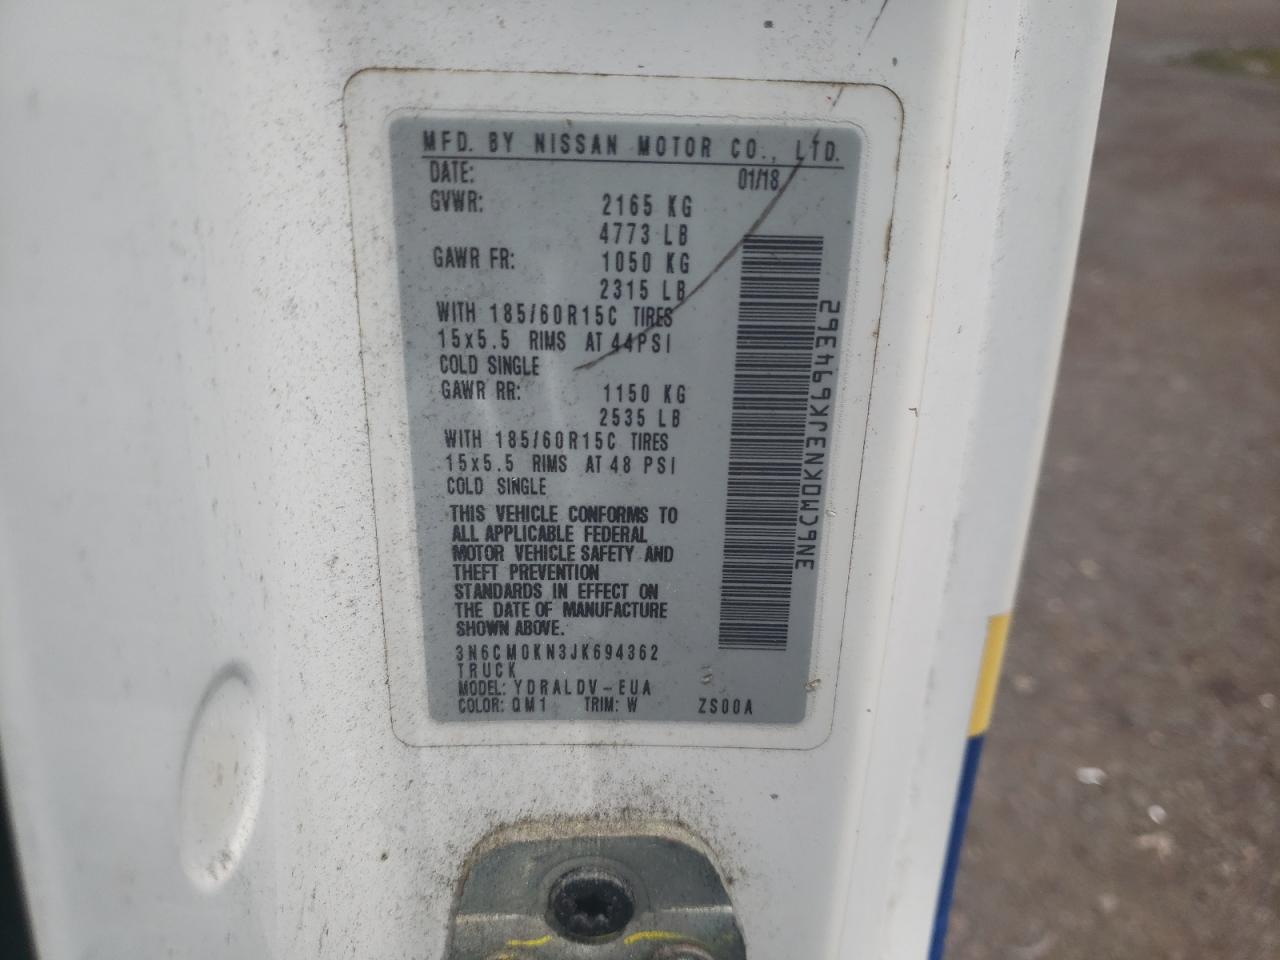 MFD. BY NISSAN MOTOR CO., LTD.
DATE: 01/18
GVWR: 2165 KG
4773 LB
GAWR FR: 1050 KG
2315 LB
WITH 185/60R15C TIRES
15x5.5 RIMS AT 44PSI
COLD SINGLE
GAWR RR: 1150 KG
2535 LB
WITH 185/60R15C TIRES
15x5.5 RIMS AT 48 PSI
COLD SINGLE
THIS VEHICLE CONFORMS TO
ALL APPLICABLE FEDERAL
MOTOR VEHICLE SAFETY AND
THEFT PREVENTION
STANDARDS IN EFFECT ON
THE DATE OF MANUFACTURE
SHOWN ABOVE.
3N6CM0KN3JK694362
TRUCK
MODEL: YDRALDV-EUA
COLOR: QM1 TRIM: W ZS00A
3N6CM0KN3JK694362